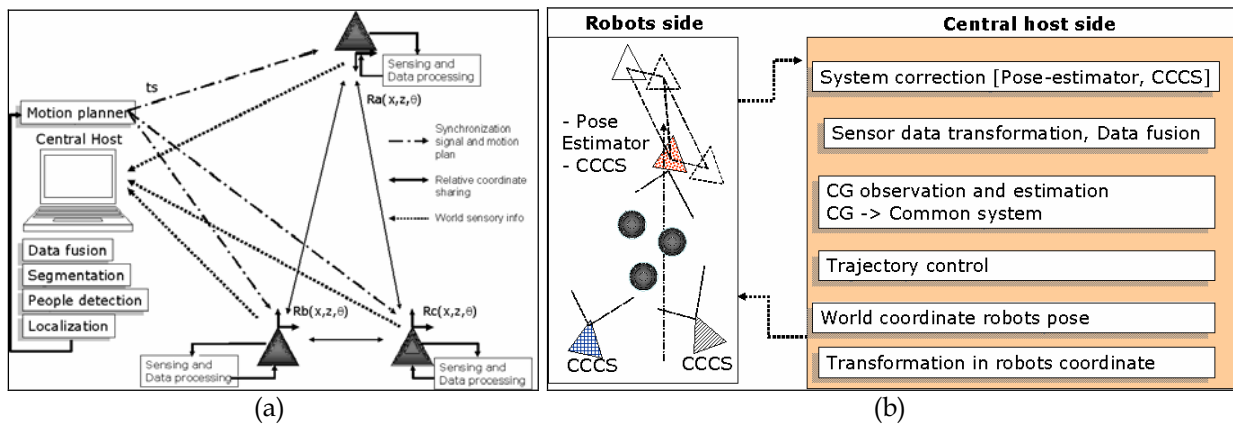 Motion planner
Central Host
Data fusion
Segmentation
People detection
Localization
ts
Sensing and
Data processing
Ra(x,z,θ)
Synchronization
signal and motion
plan
Relative coordinate
sharing
World sensory info
Rb(x,z,θ)
Rc(x,z,θ)
Sensing and
Data processing
Sensing and
Data processing
(a)
Robots side
- Pose
Estimator
- CCCS
CCCS
CCCS
Central host side
System correction [Pose-estimator, CCCS]
Sensor data transformation, Data fusion
CG observation and estimation
CG -> Common system
Trajectory control
World coordinate robots pose
Transformation in robots coordinate
(b)